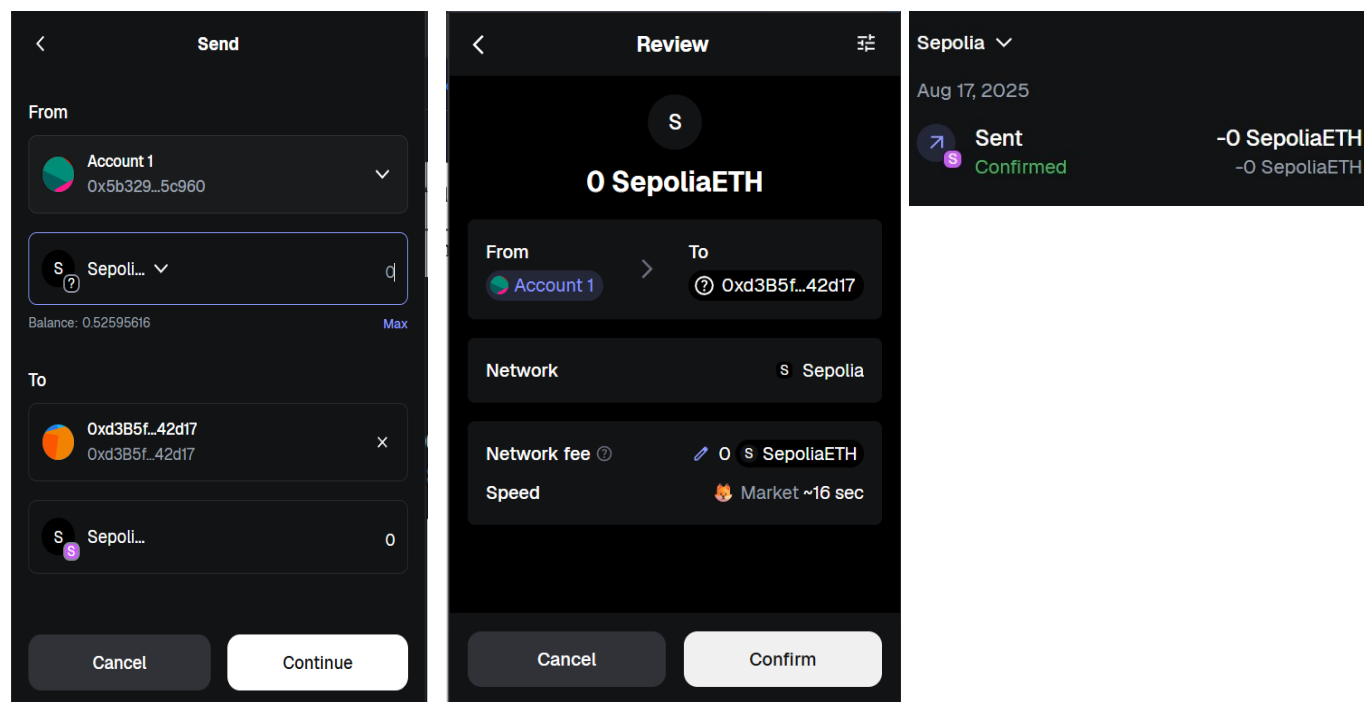 Send
From
Account 1
0x5b329...5c960
S Sepoli... 0
?
Balance: 0.52595616 Max
To
0xd3B5f...42d17
0xd3B5f...42d17
S Sepoli... 0
S
Cancel Continue
Review
S
0 SepoliaETH
From To
Account 1 ? 0xd3B5f...42d17
Network S Sepolia
Network fee ? 0 S SepoliaETH
Speed Market ~16 sec
Cancel Confirm
Sepolia
Aug 17, 2025
Sent -0 SepoliaETH
S Confirmed -0 SepoliaETH